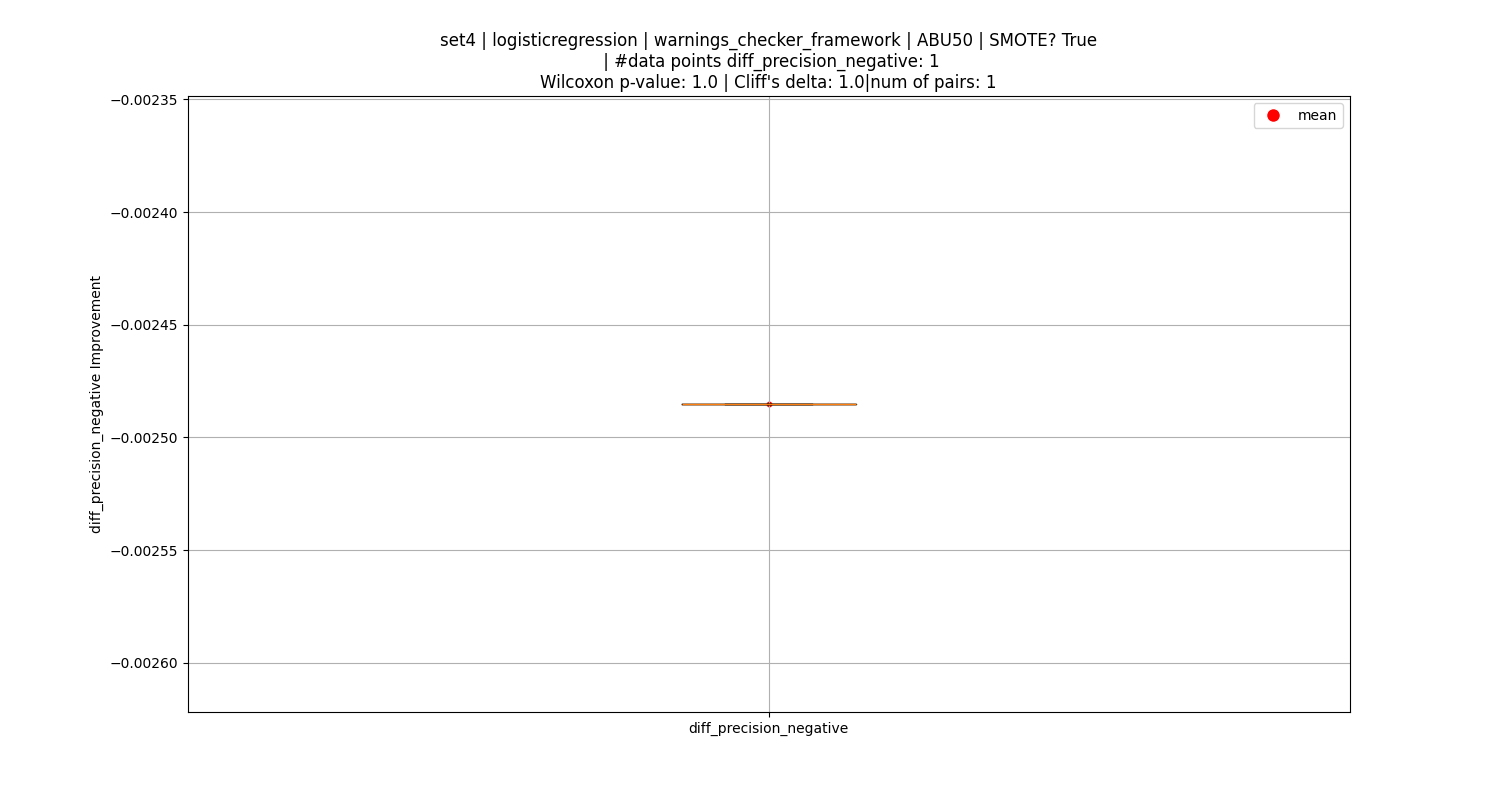 set4 | logisticregression | warnings_checker_framework | ABU50 | SMOTE? True
| #data points diff_precision_negative: 1
Wilcoxon p-value: 1.0 | Cliff's delta: 1.0|num of pairs: 1
mean
−0.00235
−0.00240
−0.00245
−0.00250
−0.00255
−0.00260
diff_precision_negative Improvement
diff_precision_negative